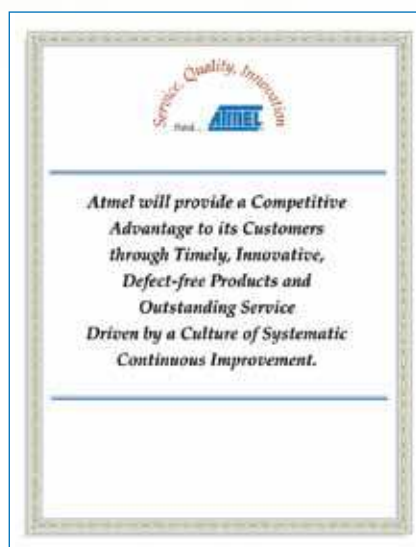 Service, Quality, Innovation
ATMEL
Atmel will provide a Competitive
Advantage to its Customers
through Timely, Innovative,
Defect-free Products and
Outstanding Service
Driven by a Culture of Systematic
Continuous Improvement.